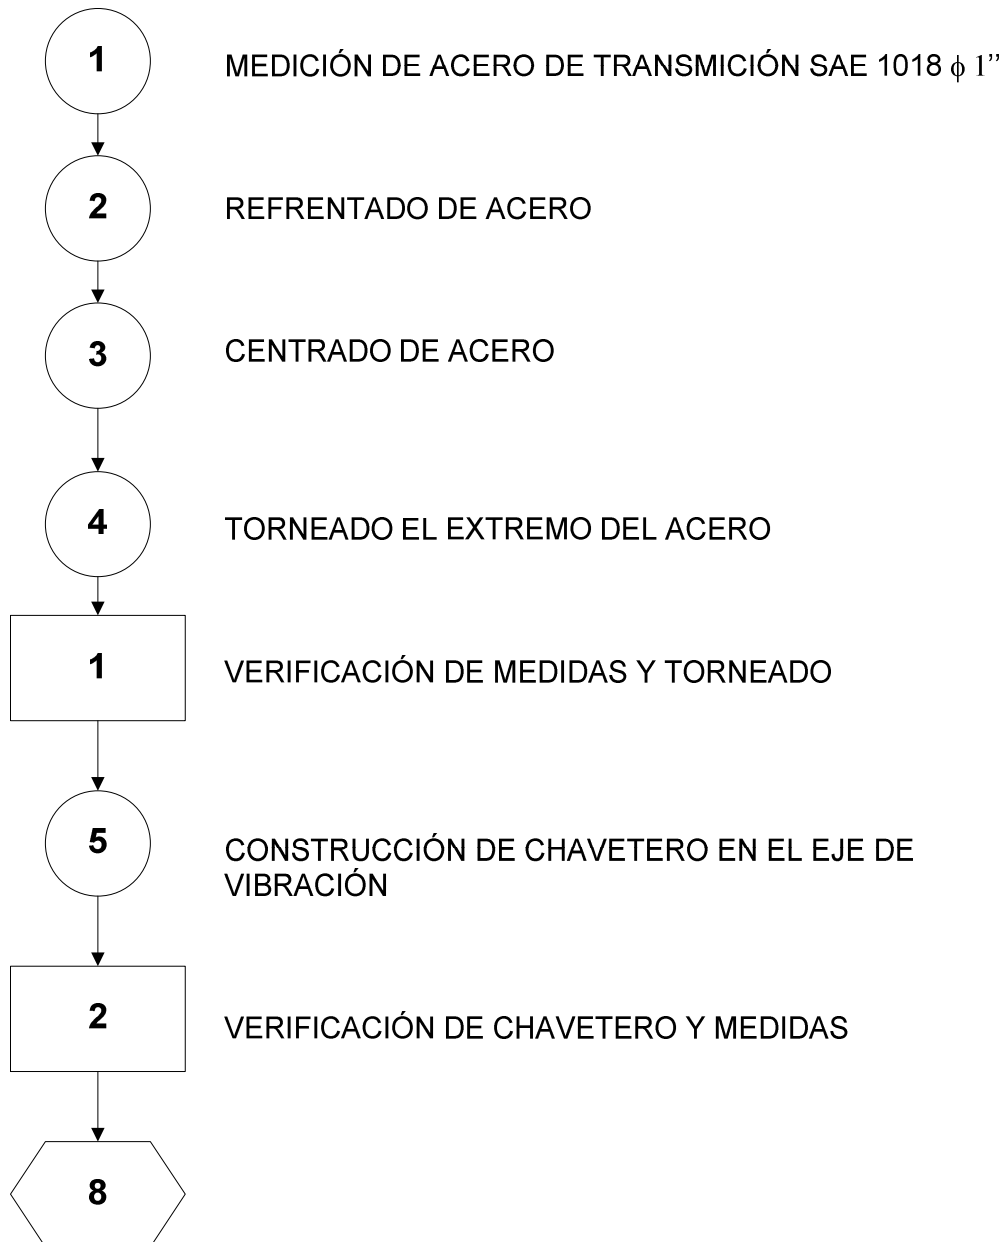 1
MEDICIÓN DE ACERO DE TRANSMICIÓN SAE 1018 ϕ 1’’
2
REFRENTADO DE ACERO
3
CENTRADO DE ACERO
4
TORNEADO EL EXTREMO DEL ACERO
1
VERIFICACIÓN DE MEDIDAS Y TORNEADO
5
CONSTRUCCIÓN DE CHAVETERO EN EL EJE DE
VIBRACIÓN
2
VERIFICACIÓN DE CHAVETERO Y MEDIDAS
8